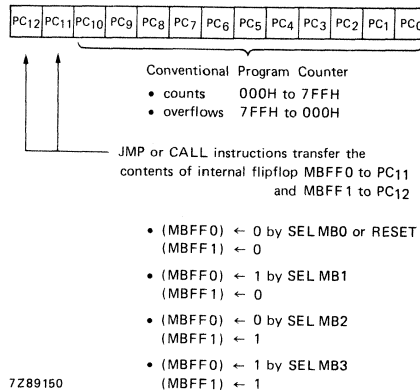 PC12 PC11 PC10 PC9 PC8 PC7 PC6 PC5 PC4 PC3 PC2 PC1 PC0
Conventional Program Counter
• counts 000H to 7FFH
• overflows 7FFH to 000H
JMP or CALL instructions transfer the
contents of internal flipflop MBFF0 to PC11
and MBFF1 to PC12
• (MBFF0) ← 0 by SEL MB0 or RESET
(MBFF1) ← 0
• (MBFF0) ← 1 by SEL MB1
(MBFF1) ← 0
• (MBFF0) ← 0 by SEL MB2
(MBFF1) ← 1
• (MBFF0) ← 1 by SEL MB3
7Z89150 (MBFF1) ← 1